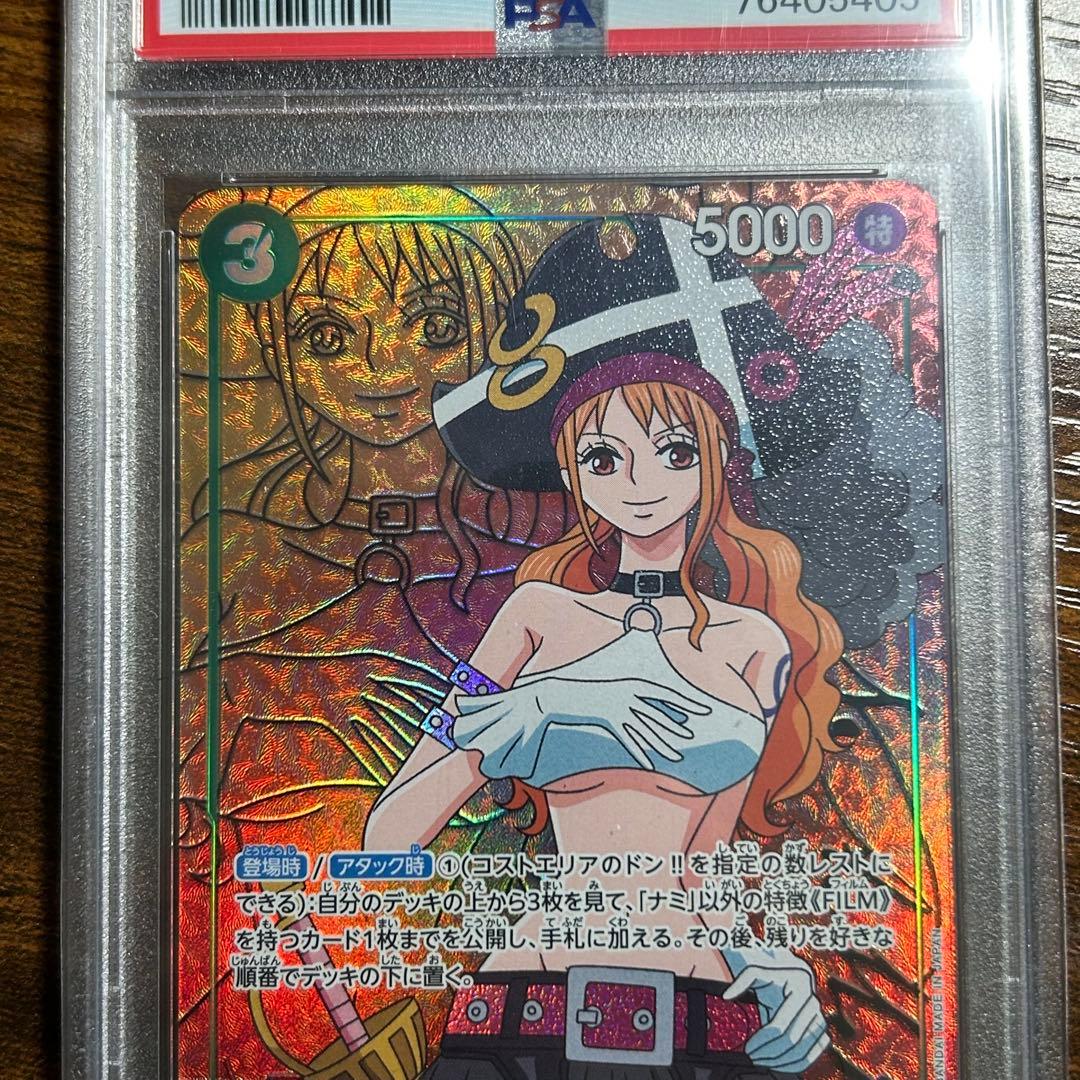 PSA
76405405
3
5000
特
登場時 / アタック時 ①(コストエリアのドン!!を指定の数レストに
できる):自分のデッキの上から3枚を見て、「ナミ」以外の特徴《FILM》
を持つカード1枚までを公開し、手札に加える。その後、残りを好きな
順番でデッキの下に置く。
BANDAI MADE IN JAPAN